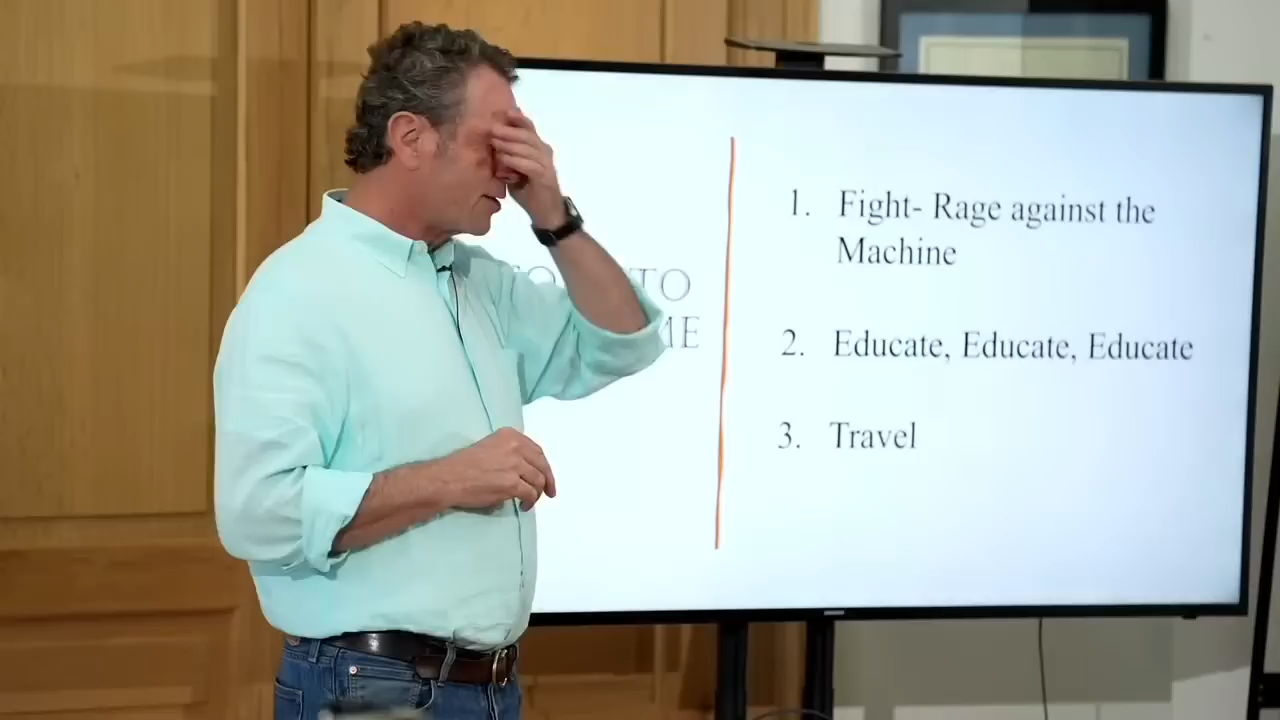 1. Fight- Rage against the
Machine
2. Educate, Educate, Educate
3. Travel